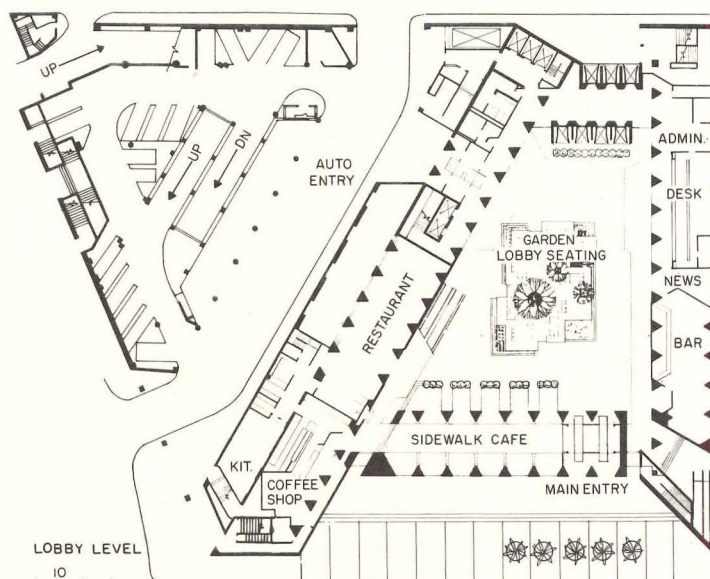 UP
AUTO
ENTRY
UP
DN
ADMIN.
DESK
GARDEN
LOBBY SEATING
NEWS
RESTAURANT
BAR
SIDEWALK CAFE
KIT.
COFFEE
SHOP
MAIN ENTRY
LOBBY LEVEL
10